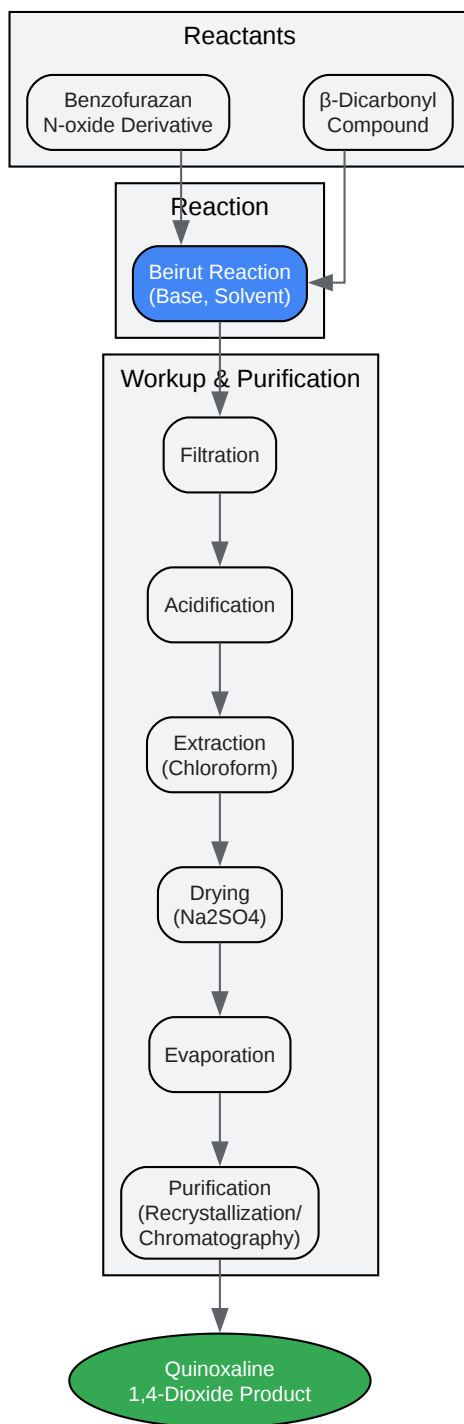 Reactants
Benzofurazan
N-oxide Derivative
β-Dicarbonyl
Compound
Reaction
Beirut Reaction
(Base, Solvent)
Workup & Purification
Filtration
Acidification
Extraction
(Chloroform)
Drying
(Na2SO4)
Evaporation
Purification
(Recrystallization/
Chromatography)
Quinoxaline
1,4-Dioxide Product